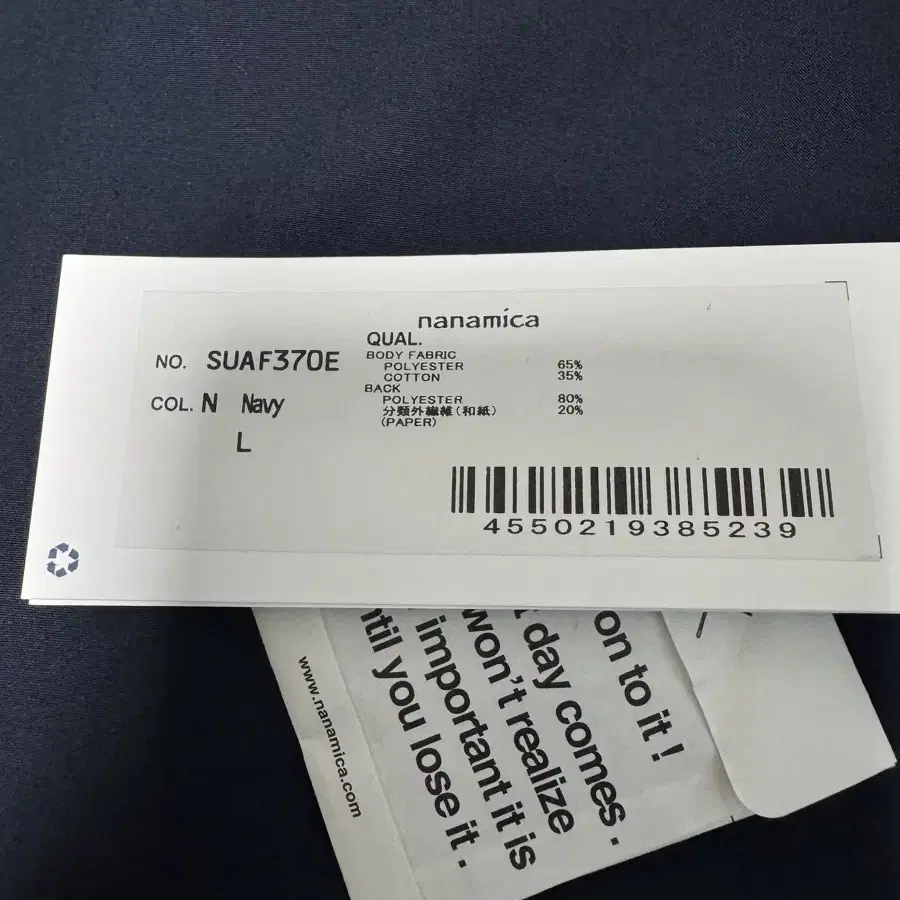 nanamica
NO. SUAF370E
COL. N Navy
L
QUAL.
BODY FABRIC
POLYESTER 65%
COTTON 35%
BACK
POLYESTER 80%
分類外繊維(和紙) 20%
(PAPER)
4550219385239
on to it !
day comes.
won't realize
important it is
ntil you lose it.
www.nanamica.com